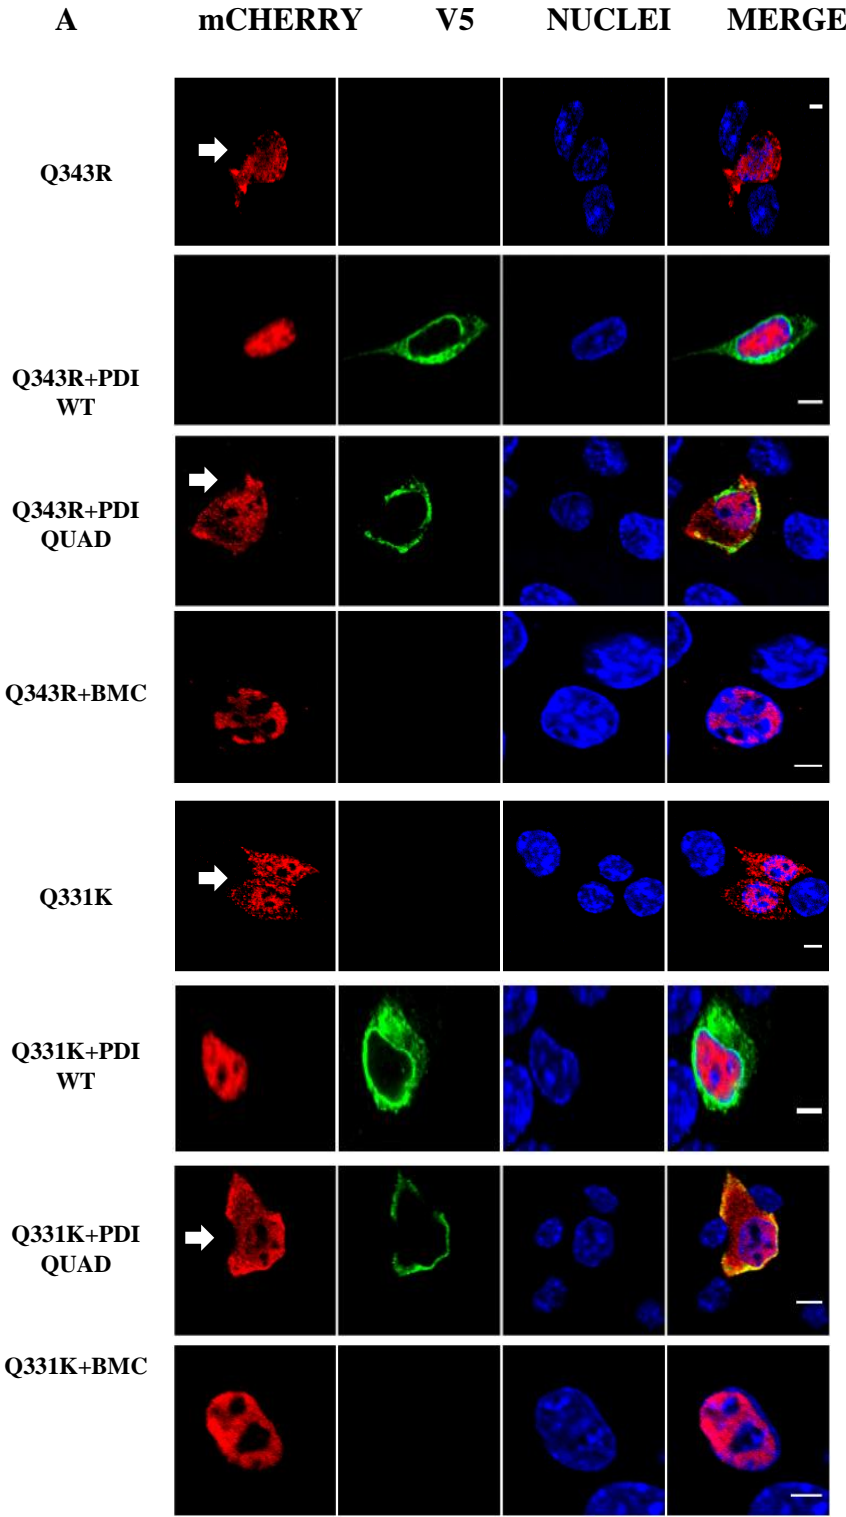 A mCHERRY V5 NUCLEI MERGE
Q343R
Q343R+PDI
WT
Q343R+PDI
QUAD
Q343R+BMC
Q331K
Q331K+PDI
WT
Q331K+PDI
QUAD
Q331K+BMC